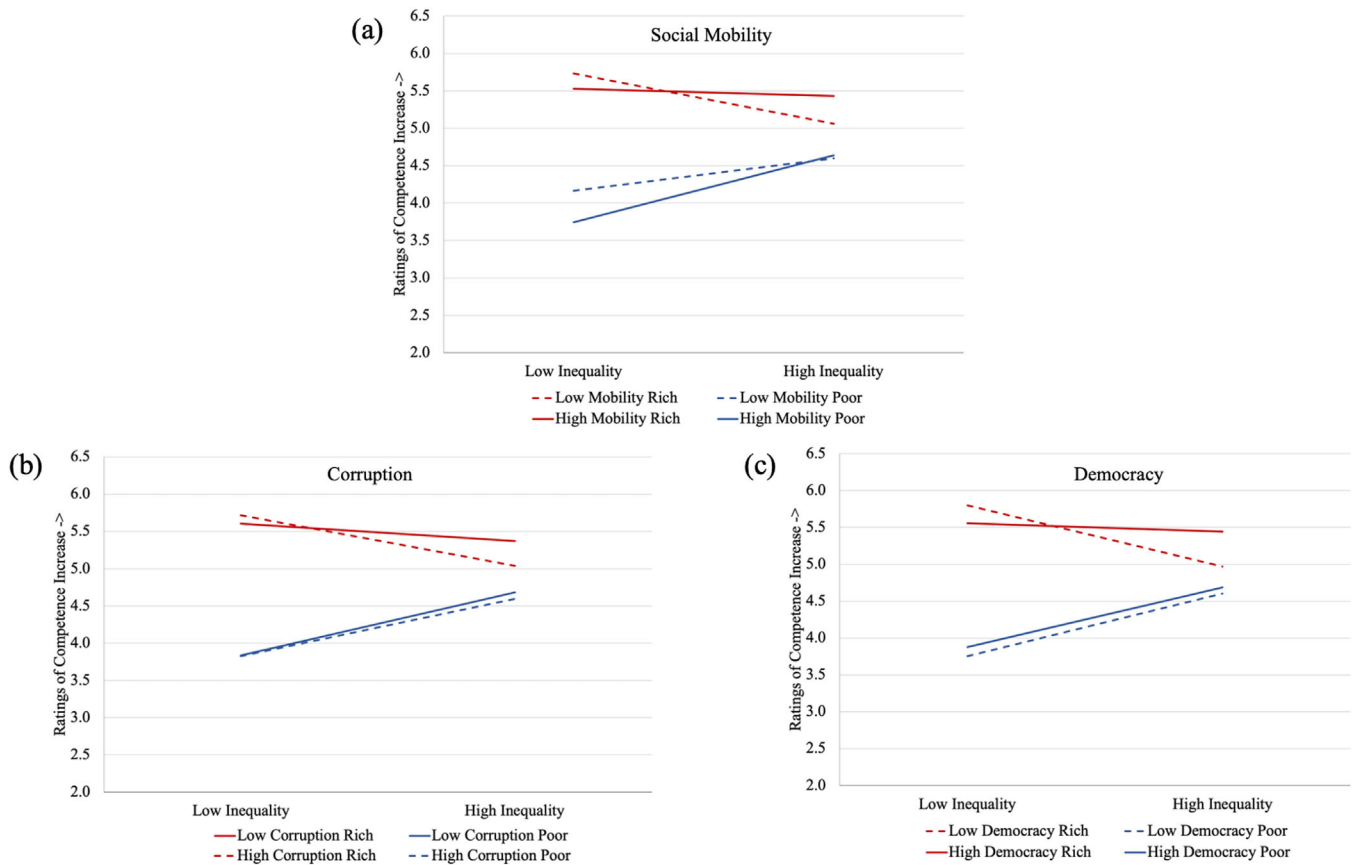 (a)
Social Mobility
Ratings of Competence Increase ->
6.5
6.0
5.5
5.0
4.5
4.0
3.5
3.0
2.5
2.0
Low Inequality High Inequality
Low Mobility Rich Low Mobility Poor
High Mobility Rich High Mobility Poor
(b)
Corruption
Ratings of Competence Increase ->
6.5
6.0
5.5
5.0
4.5
4.0
3.5
3.0
2.5
2.0
Low Inequality High Inequality
Low Corruption Rich Low Corruption Poor
High Corruption Rich High Corruption Poor
(c)
Democracy
Ratings of Competence Increase ->
6.5
6.0
5.5
5.0
4.5
4.0
3.5
3.0
2.5
2.0
Low Inequality High Inequality
Low Democracy Rich Low Democracy Poor
High Democracy Rich High Democracy Poor